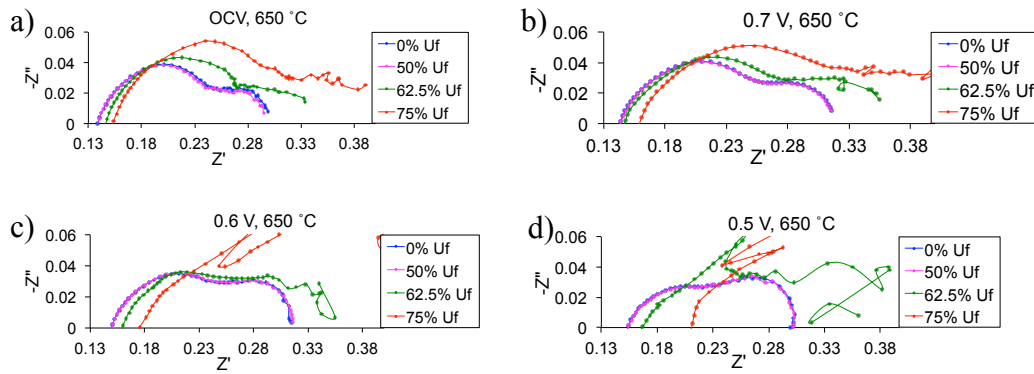 a) OCV, 650 ˚C
-Z"
0.06
0.04
0.02
0
0.13 0.18 0.23 0.28 0.33 0.38
Z'
0% Uf
50% Uf
62.5% Uf
75% Uf
b) 0.7 V, 650 ˚C
-Z"
0.06
0.04
0.02
0
0.13 0.18 0.23 0.28 0.33 0.38
Z'
0% Uf
50% Uf
62.5% Uf
75% Uf
c) 0.6 V, 650 ˚C
-Z"
0.06
0.04
0.02
0
0.13 0.18 0.23 0.28 0.33 0.38
Z'
0% Uf
50% Uf
62.5% Uf
75% Uf
d) 0.5 V, 650 ˚C
-Z"
0.06
0.04
0.02
0
0.13 0.18 0.23 0.28 0.33 0.38
Z'
0% Uf
50% Uf
62.5% Uf
75% Uf